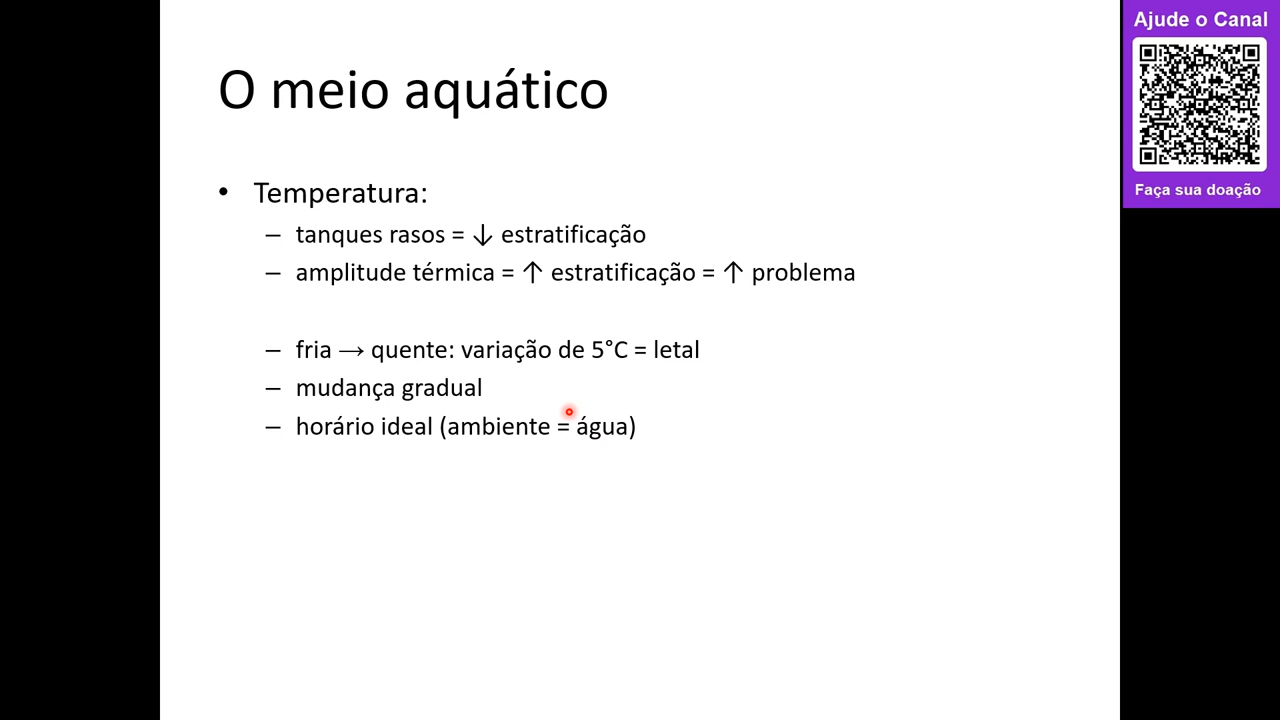 O meio aquático
• Temperatura:
– tanques rasos = ↓ estratificação
– amplitude térmica = ↑ estratificação = ↑ problema
– fria → quente: variação de 5°C = letal
– mudança gradual
– horário ideal (ambiente = água)
Ajude o Canal
Faça sua doação